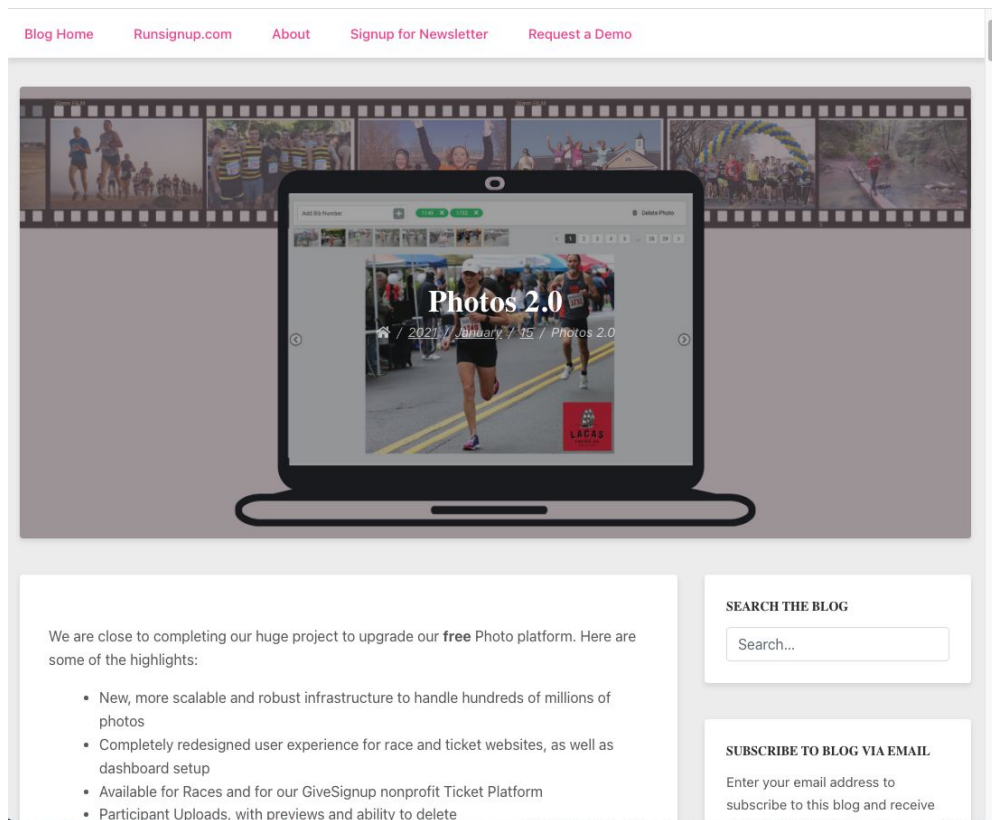 Blog Home Runsignup.com About Signup for Newsletter Request a Demo
Add Bib Number
Delete Photo
Photos 2.0
/ 2021 / January / 15 / Photos 2.0
LACAS
We are close to completing our huge project to upgrade our free Photo platform. Here are
some of the highlights:
• New, more scalable and robust infrastructure to handle hundreds of millions of
photos
• Completely redesigned user experience for race and ticket websites, as well as
dashboard setup
• Available for Races and for our GiveSignup nonprofit Ticket Platform
• Participant Uploads, with previews and ability to delete
SEARCH THE BLOG
Search...
SUBSCRIBE TO BLOG VIA EMAIL
Enter your email address to
subscribe to this blog and receive